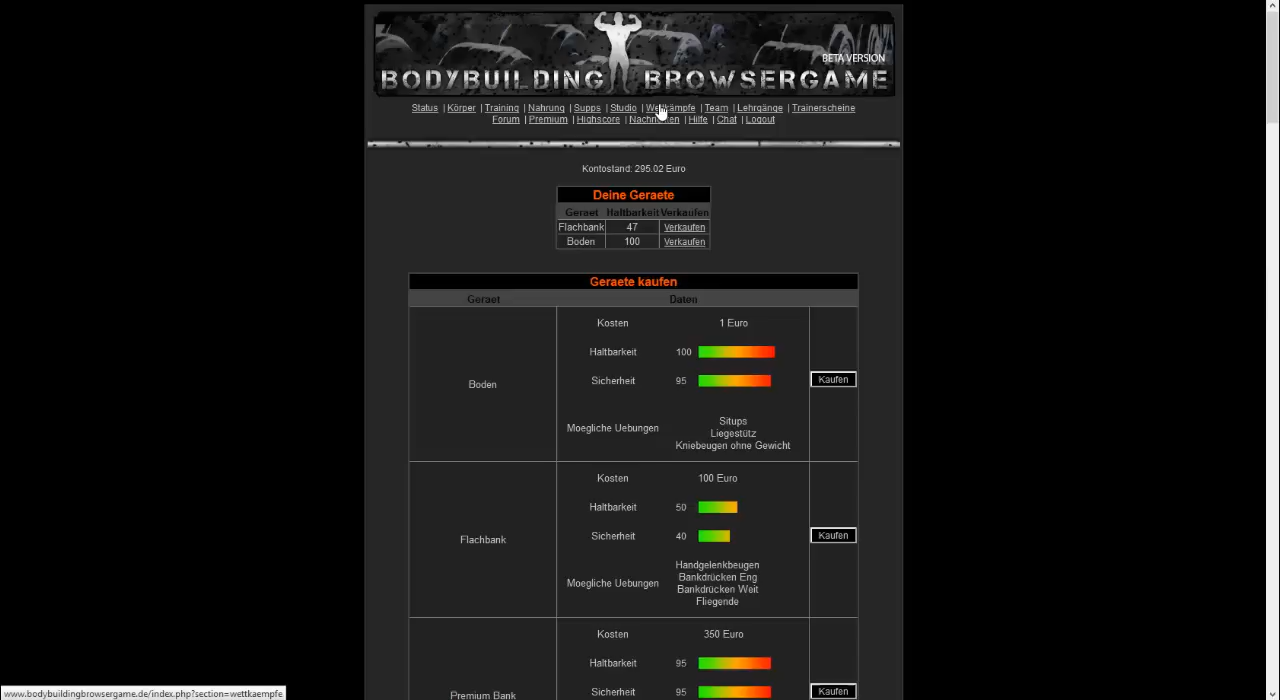 BETA VERSION
BODYBUILDING BROWSERGAME
Status | Körper | Training | Nahrung | Supps | Studio | Wettkämpfe | Team | Lehrgänge | Trainerscheine
Forum | Premium | Highscore | Nachrichten | Hilfe | Chat | Logout
Kontostand: 295.02 Euro
Deine Geraete
Geraet Haltbarkeit Verkaufen
Flachbank 47 Verkaufen
Boden 100 Verkaufen
Geraete kaufen
Geraet Daten
Kosten 1 Euro
Haltbarkeit 100
Sicherheit 95
Boden
Kaufen
Moegliche Uebungen
Situps
Liegestütz
Kniebeugen ohne Gewicht
Kosten 100 Euro
Haltbarkeit 50
Sicherheit 40
Flachbank
Kaufen
Moegliche Uebungen
Handgelenkbeugen
Bankdrücken Eng
Bankdrücken Weit
Fliegende
Kosten 350 Euro
Haltbarkeit 95
Sicherheit 95
Premium Bank
Kaufen
www.bodybuildingbrowsergame.de/index.php?section=wettkaempfe